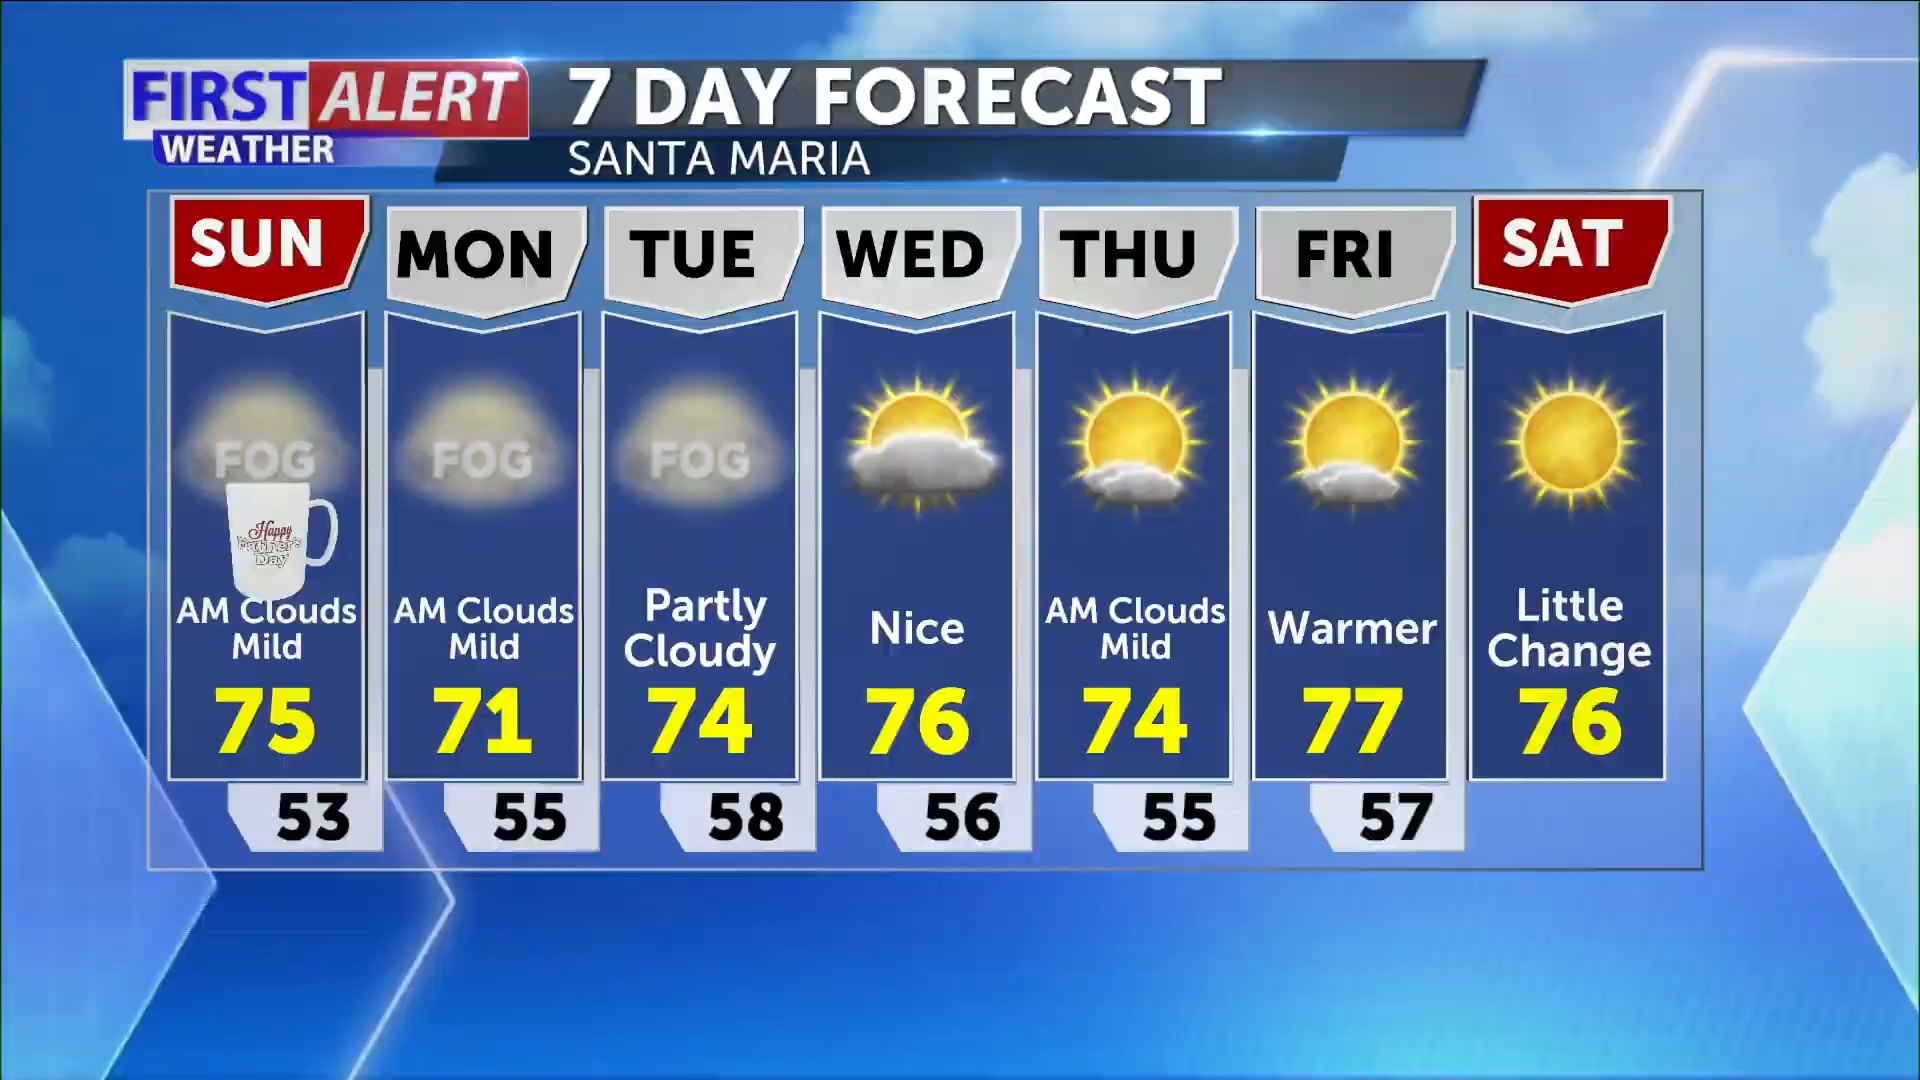 FIRST ALERT
WEATHER
7 DAY FORECAST
SANTA MARIA
SUN
MON
TUE
WED
THU
FRI
SAT
FOG
FOG
FOG
Happy
Father's
Day
AM Clouds
Mild
AM Clouds
Mild
Partly
Cloudy
Nice
AM Clouds
Mild
Warmer
Little
Change
75
71
74
76
74
77
76
53
55
58
56
55
57